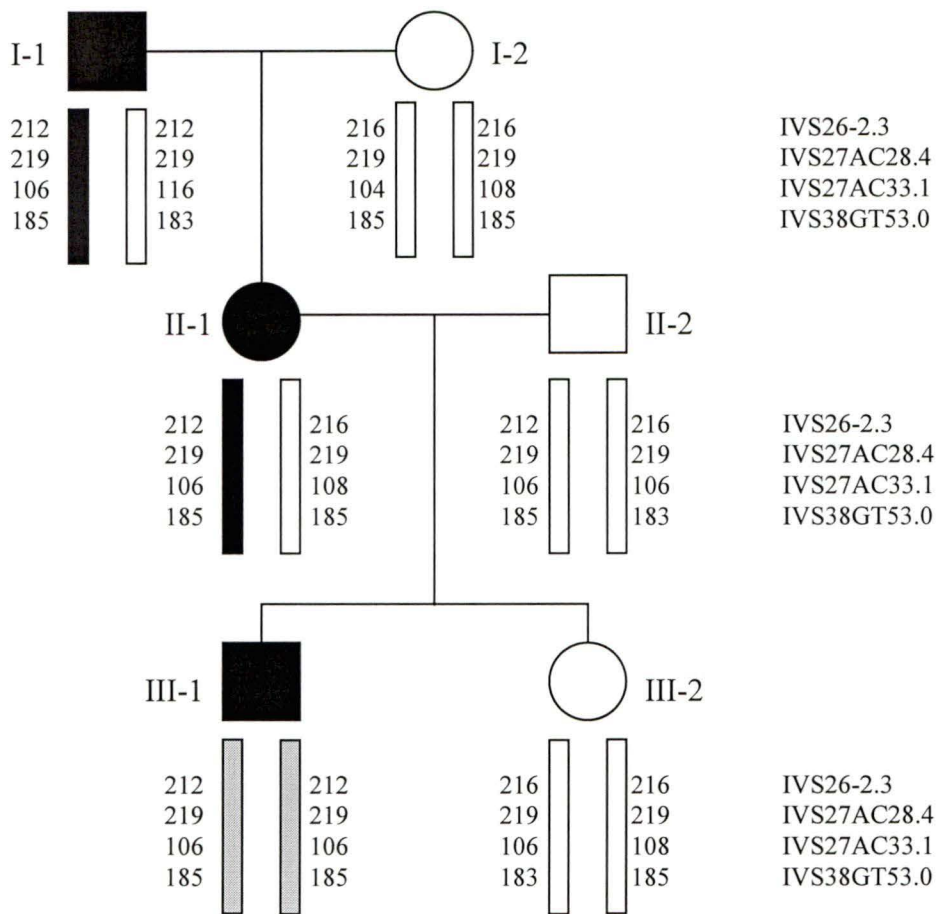 I-1 I-2
212 212 216 216 IVS26-2.3
219 219 219 219 IVS27AC28.4
106 116 104 108 IVS27AC33.1
185 183 185 185 IVS38GT53.0
II-1 II-2
212 216 212 216 IVS26-2.3
219 219 219 219 IVS27AC28.4
106 108 106 106 IVS27AC33.1
185 185 185 183 IVS38GT53.0
III-1 III-2
212 212 216 216 IVS26-2.3
219 219 219 219 IVS27AC28.4
106 106 106 108 IVS27AC33.1
185 185 183 185 IVS38GT53.0